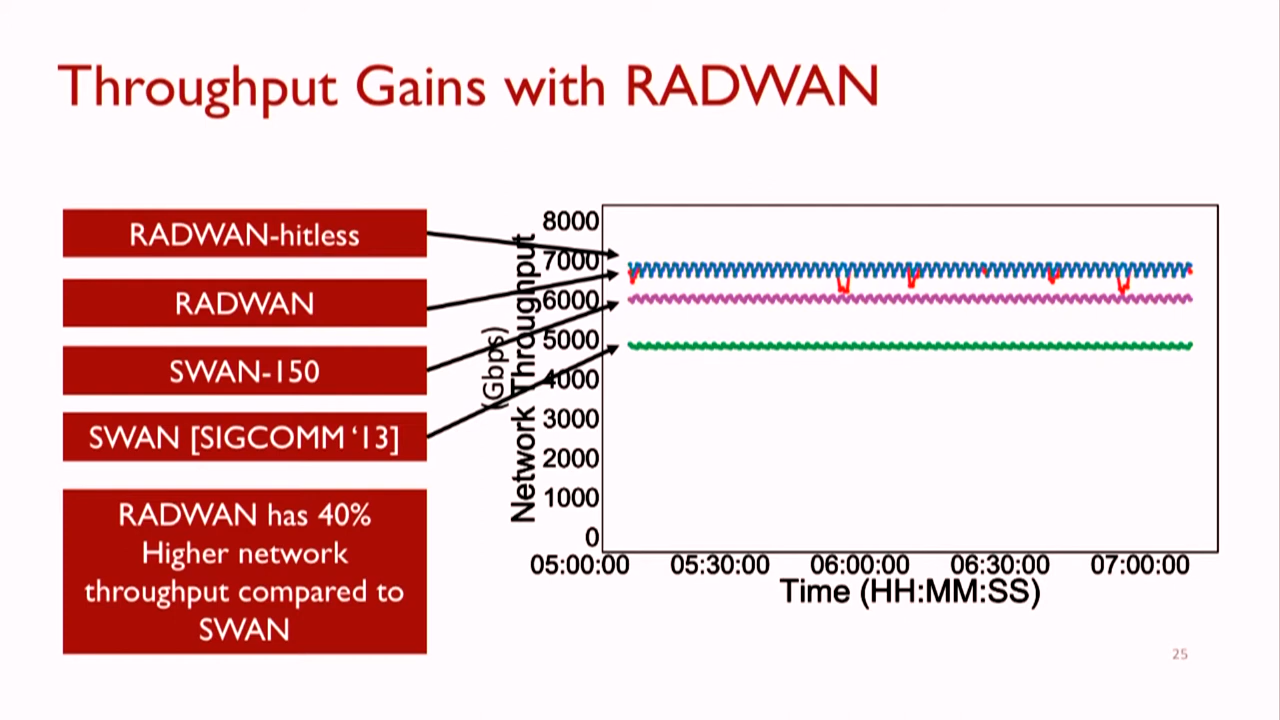 Throughput Gains with RADWAN
RADWAN-hitless
RADWAN
SWAN-150
SWAN [SIGCOMM ‘13]
RADWAN has 40%
Higher network
throughput compared to
SWAN
Network Throughput
(Gbps)
8000
7000
6000
5000
4000
3000
2000
1000
0
05:00:00 05:30:00 06:00:00 06:30:00 07:00:00
Time (HH:MM:SS)
25